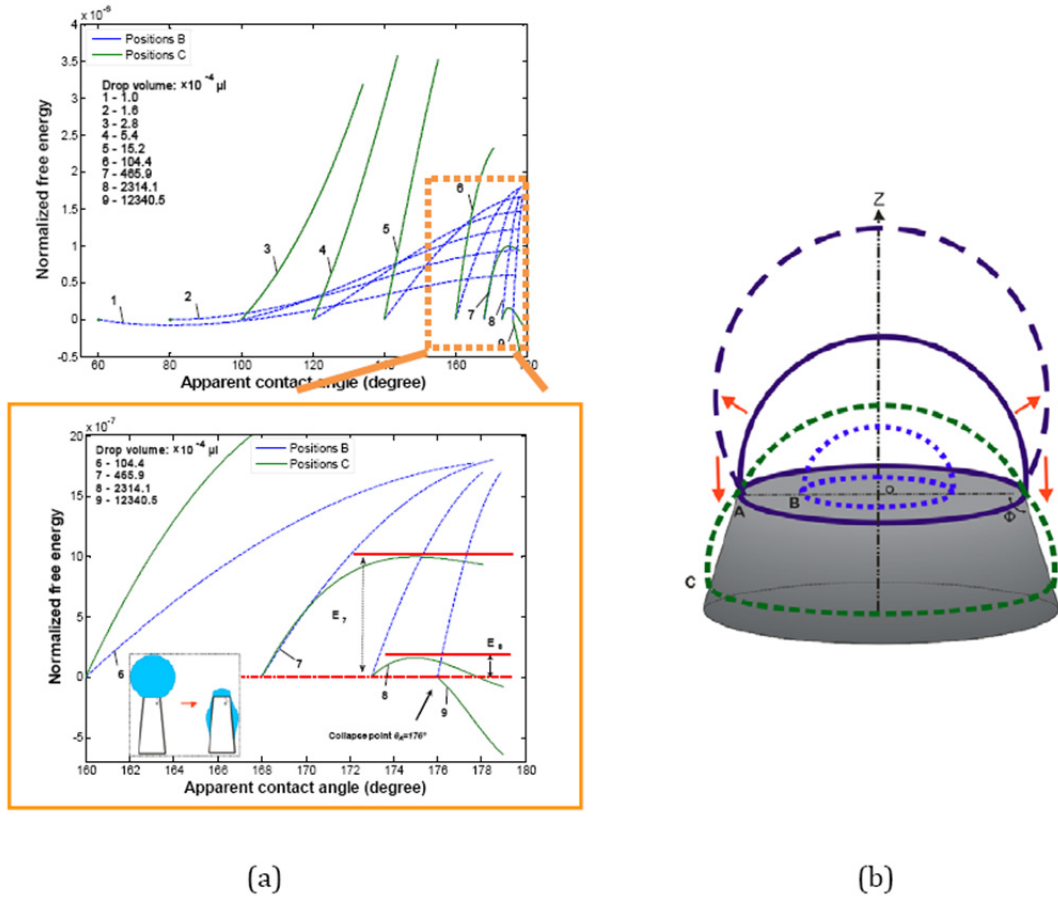 4 ×10⁻⁶
3.5
3
2.5
2
1.5
1
0.5
0
-0.5
Normalized free energy
Positions B
Positions C
Drop volume: ×10⁻⁴ µl
1 - 1.0
2 - 1.6
3 - 2.8
4 - 5.4
5 - 15.2
6 - 104.4
7 - 465.9
8 - 2314.1
9 - 12340.5
1
2
3
4
5
6
7
8
9
60 80 100 120 140 160 180
Apparent contact angle (degree)
20 ×10⁻⁷
15
10
5
0
-5
Normalized free energy
Drop volume: ×10⁻⁴ µl
6 - 104.4
7 - 465.9
8 - 2314.1
9 - 12340.5
Positions B
Positions C
E 7
E 8
6
7
8
9
Collapse point θA=176°
160 162 164 166 168 170 172 174 176 178 180
Apparent contact angle (degree)
Z
A
B
o
Φ
C
(a)
(b)